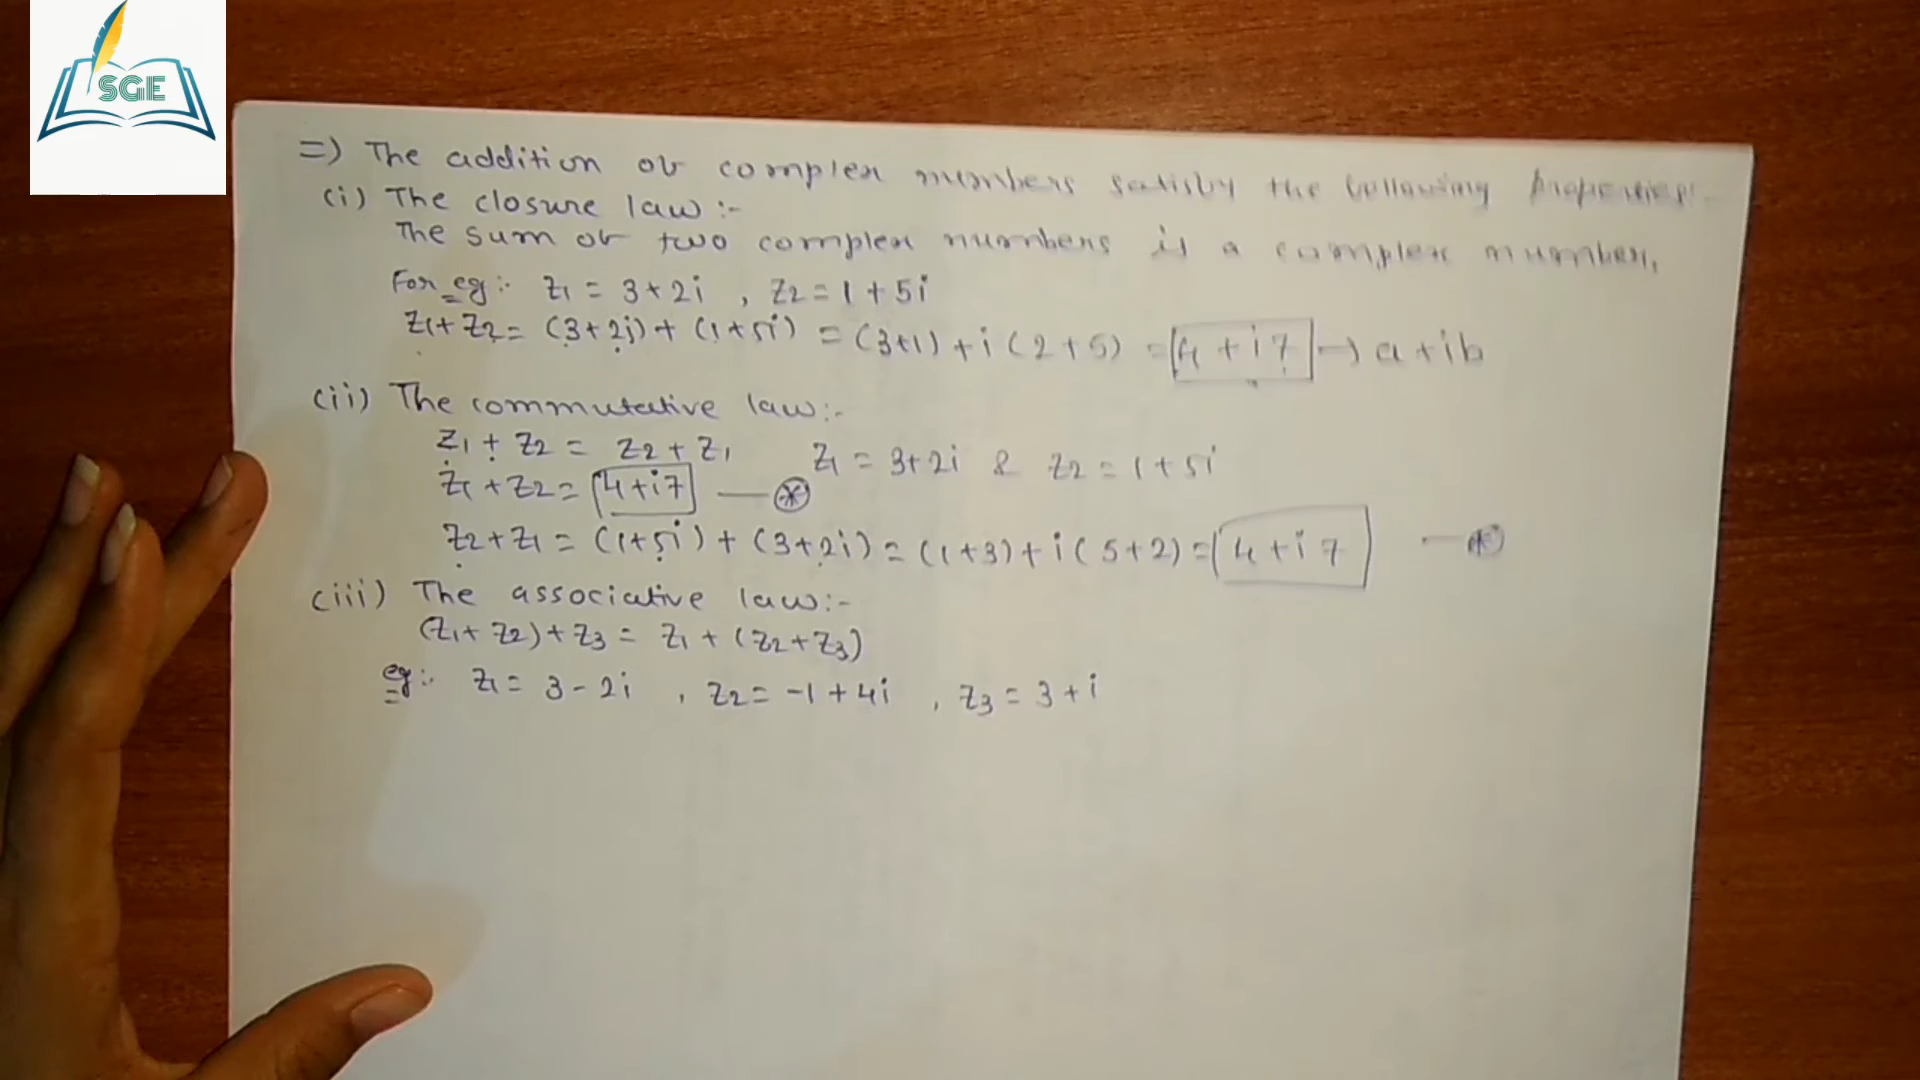 SGE
=) The addition of complex numbers satisfy the following properties:-
(i) The closure law :-
The sum of two complex numbers is a complex number.
For eg :- z₁ = 3+2i , z₂ = 1+5i
z₁+z₂ = (3+2i)+(1+5i) = (3+1)+i(2+5) = 4+i7 → a+ib
(ii) The commutative law:-
z₁+z₂ = z₂+z₁ z₁ = 3+2i & z₂ = 1+5i
z₁+z₂ = 4+i7 — ⊛
z₂+z₁ = (1+5i)+(3+2i) = (1+3)+i(5+2) = 4+i7 — ⊛
(iii) The associative law:-
(z₁+z₂)+z₃ = z₁+(z₂+z₃)
eg:- z₁ = 3-2i , z₂ = -1+4i , z₃ = 3+i